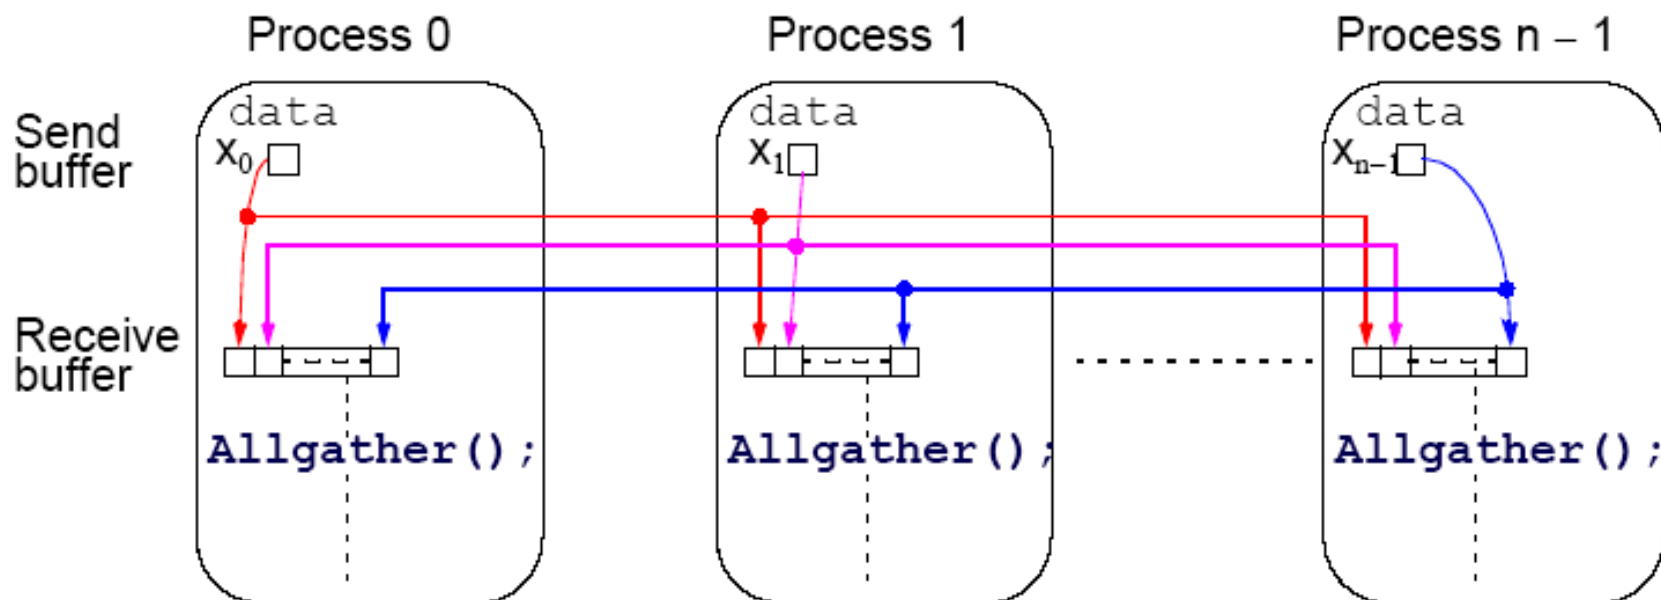 Process 0 Process 1 Process n – 1
data data data
Send buffer
x₀ x₁ xₙ₋₁
Receive buffer
Allgather(); Allgather(); Allgather();